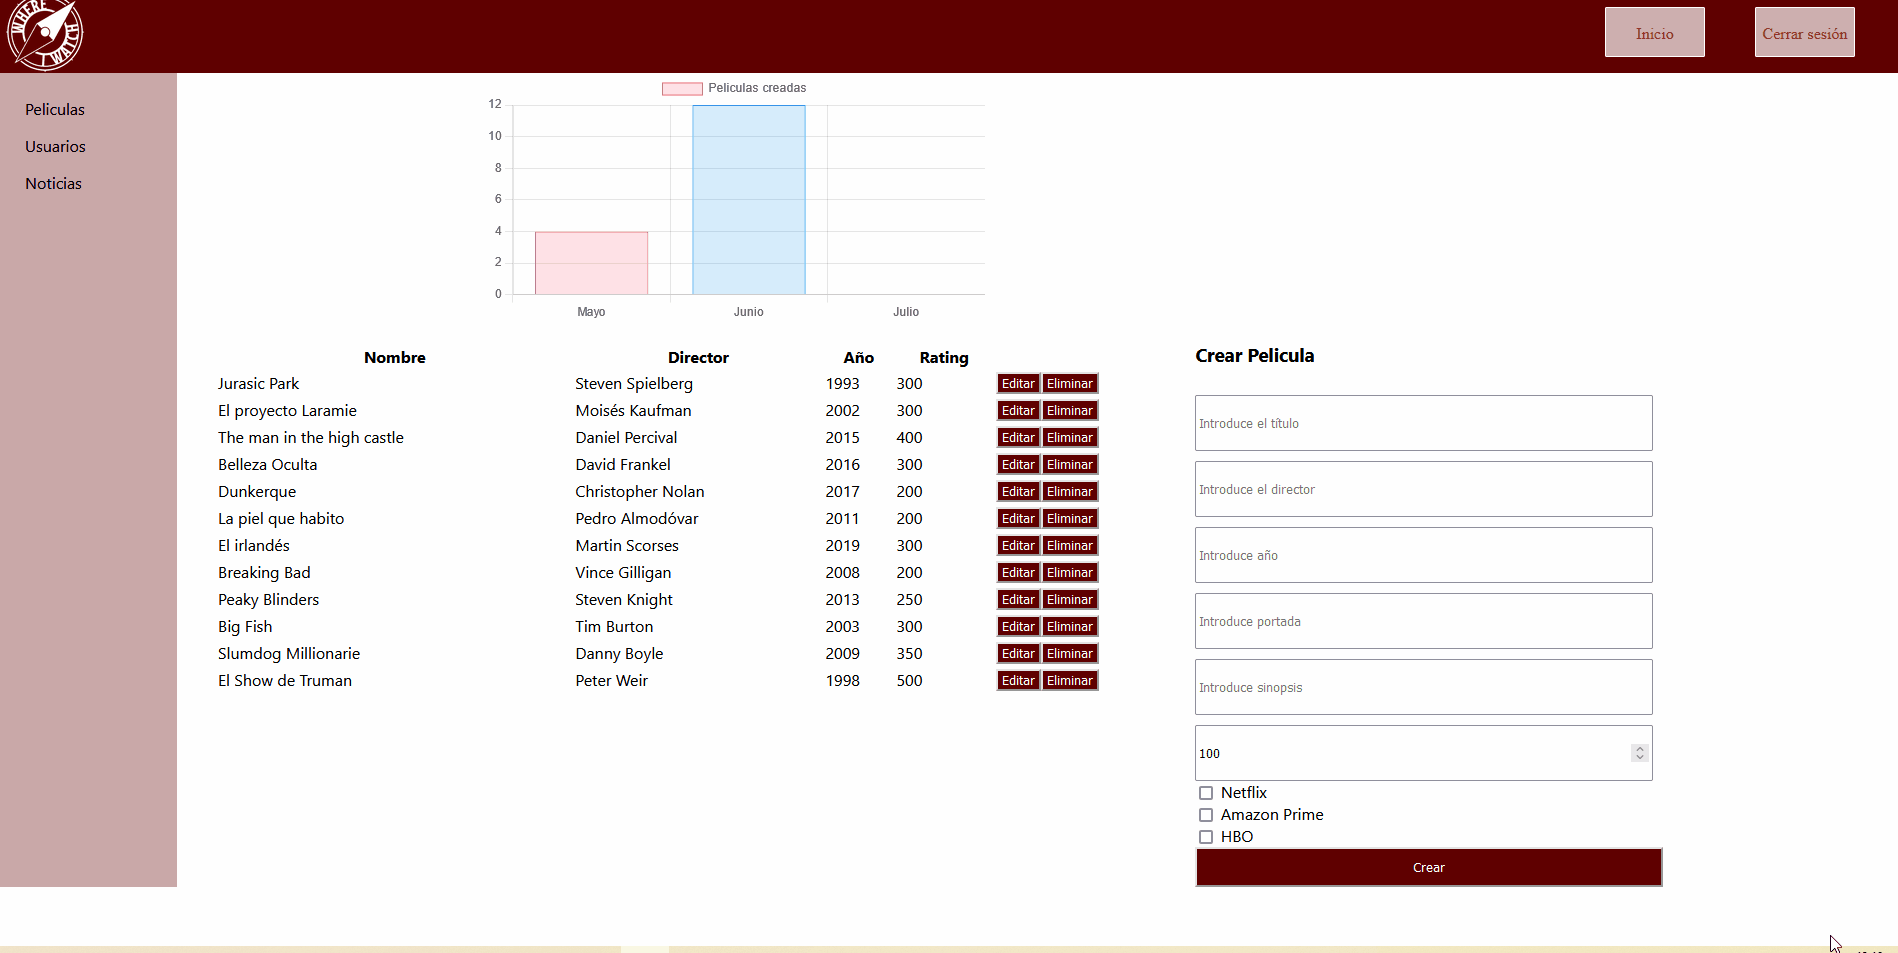 WHERE
I WATCH
Inicio
Cerrar sesión
Peliculas
Usuarios
Noticias
Peliculas creadas
12
10
8
6
4
2
0
Mayo Junio Julio
Nombre Director Año Rating
Jurasic Park Steven Spielberg 1993 300 Editar Eliminar
El proyecto Laramie Moisés Kaufman 2002 300 Editar Eliminar
The man in the high castle Daniel Percival 2015 400 Editar Eliminar
Belleza Oculta David Frankel 2016 300 Editar Eliminar
Dunkerque Christopher Nolan 2017 200 Editar Eliminar
La piel que habito Pedro Almodóvar 2011 200 Editar Eliminar
El irlandés Martin Scorses 2019 300 Editar Eliminar
Breaking Bad Vince Gilligan 2008 200 Editar Eliminar
Peaky Blinders Steven Knight 2013 250 Editar Eliminar
Big Fish Tim Burton 2003 300 Editar Eliminar
Slumdog Millionarie Danny Boyle 2009 350 Editar Eliminar
El Show de Truman Peter Weir 1998 500 Editar Eliminar
Crear Pelicula
Introduce el título
Introduce el director
Introduce año
Introduce portada
Introduce sinopsis
100
Netflix
Amazon Prime
HBO
Crear